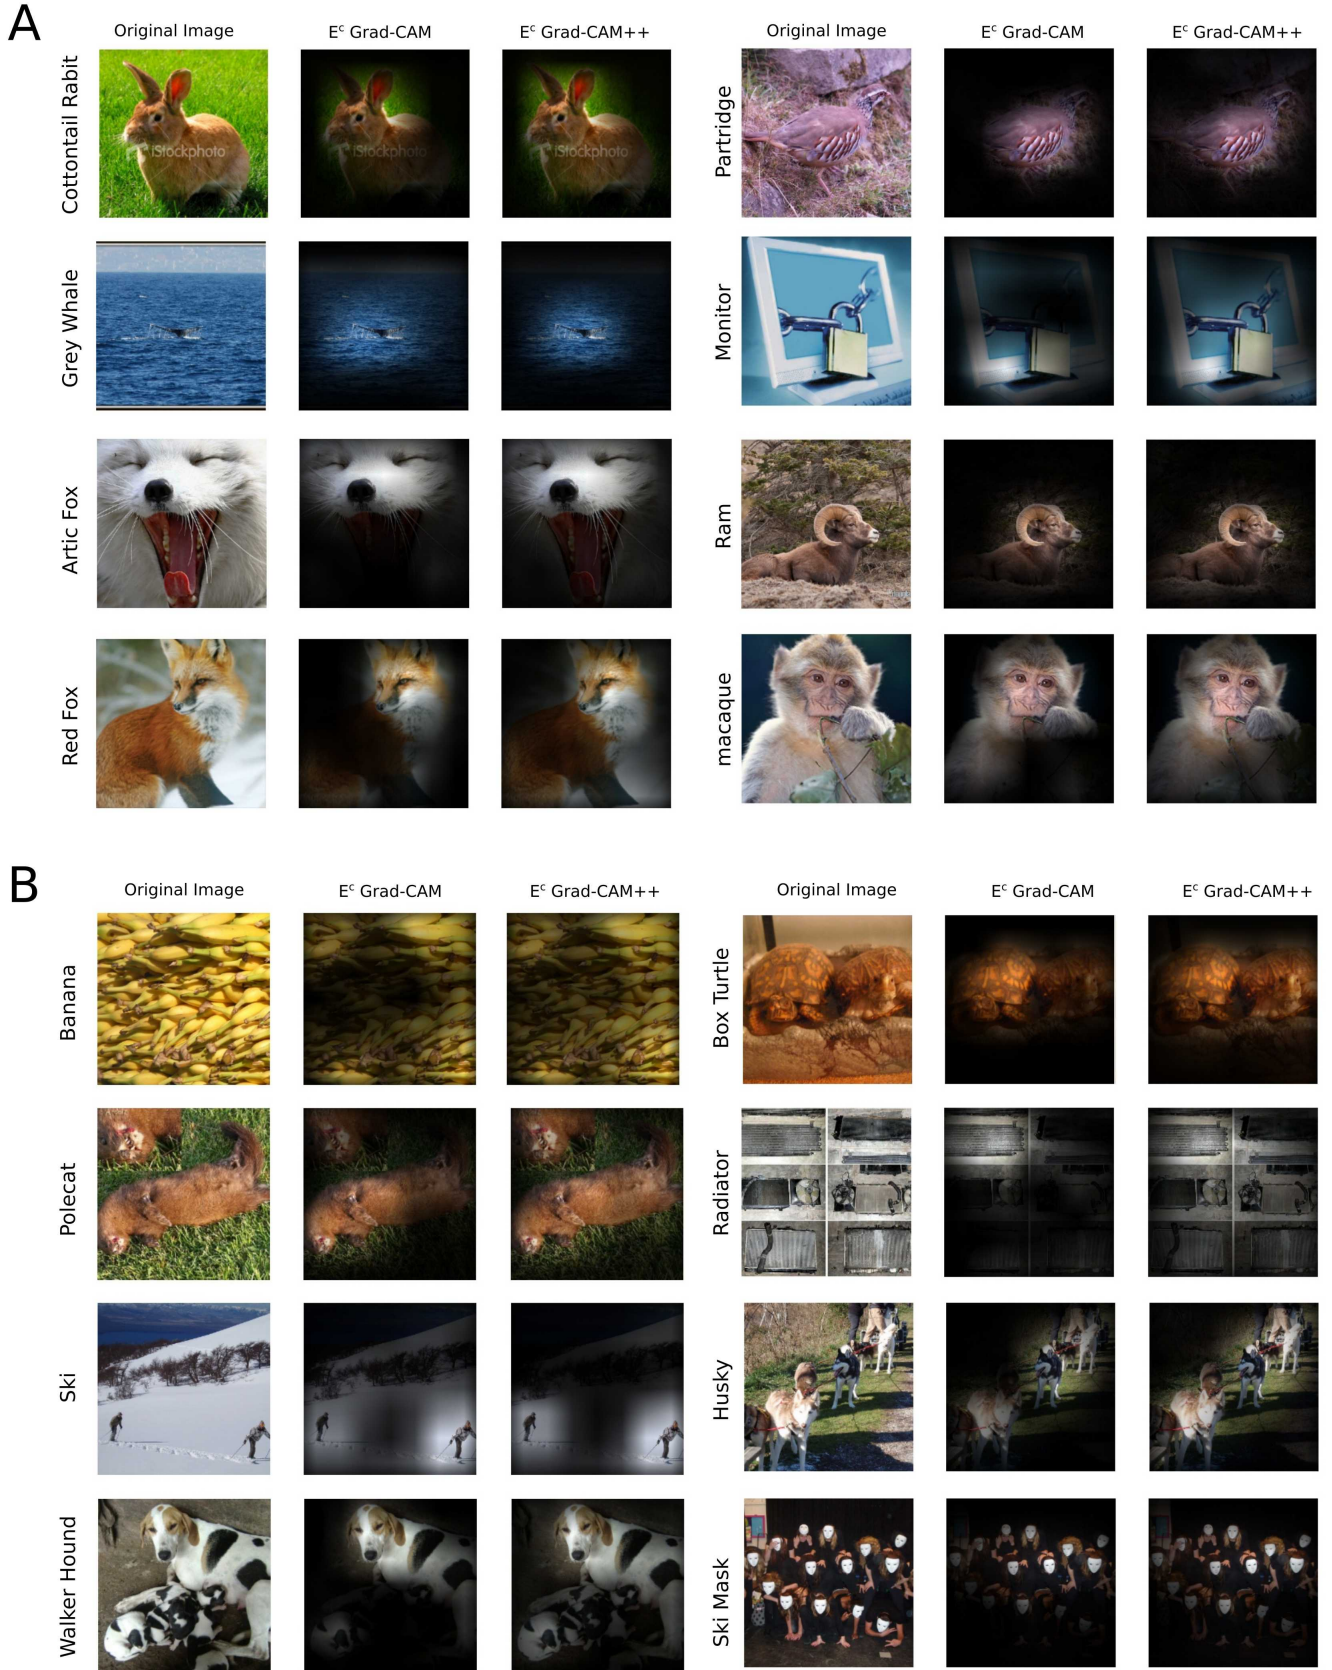 A
Original Image E^c Grad-CAM E^c Grad-CAM++ Original Image E^c Grad-CAM E^c Grad-CAM++
Cottontail Rabit
iStockphoto
iStockphoto
iStockphoto
Partridge
Grey Whale
Monitor
Artic Fox
Ram
Red Fox
macaque
B
Original Image E^c Grad-CAM E^c Grad-CAM++ Original Image E^c Grad-CAM E^c Grad-CAM++
Banana
Box Turtle
Polecat
Radiator
Ski
Husky
Walker Hound
Ski Mask